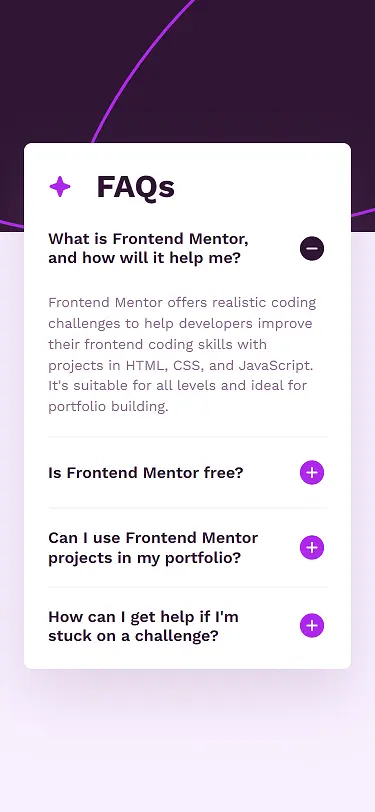 FAQs
What is Frontend Mentor,
and how will it help me?
Frontend Mentor offers realistic coding
challenges to help developers improve
their frontend coding skills with
projects in HTML, CSS, and JavaScript.
It's suitable for all levels and ideal for
portfolio building.
Is Frontend Mentor free?
Can I use Frontend Mentor
projects in my portfolio?
How can I get help if I'm
stuck on a challenge?